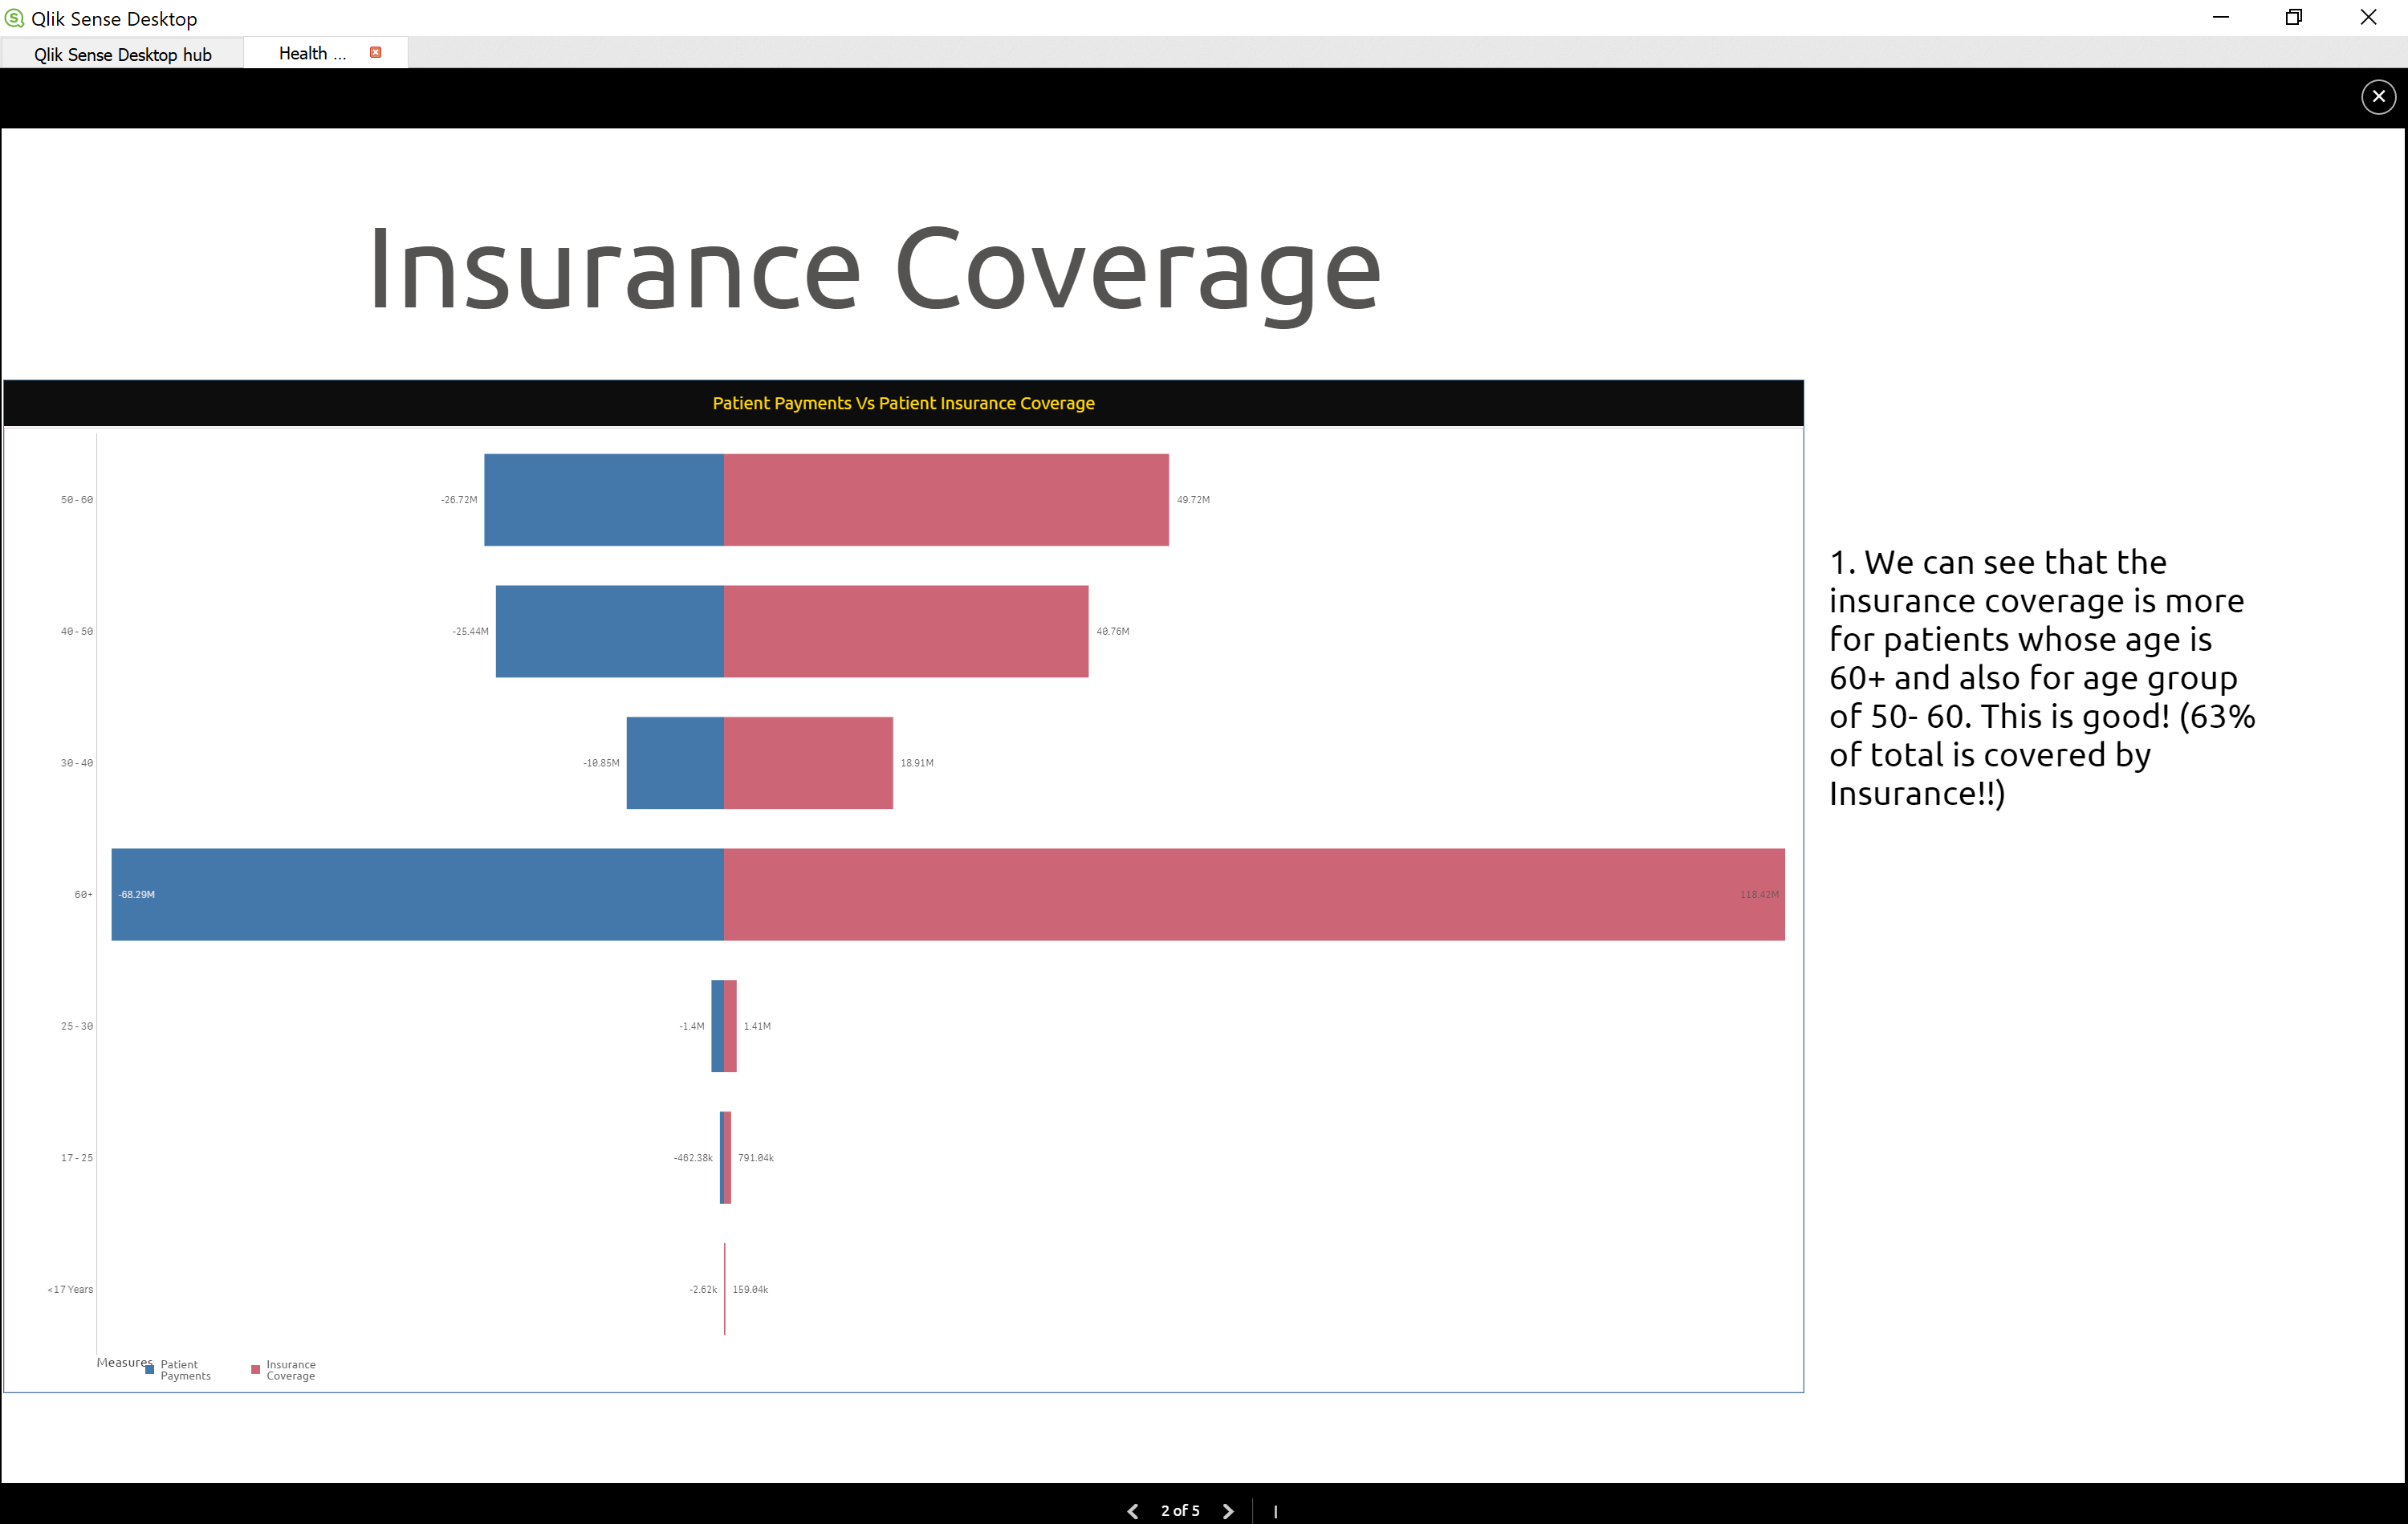 Qlik Sense Desktop
Qlik Sense Desktop hub
Health ...
Insurance Coverage
Patient Payments Vs Patient Insurance Coverage
50-60
-26.72M
49.72M
40-50
-25.44M
40.76M
30-40
-10.85M
18.91M
60+
-68.29M
118.42M
25-30
-1.4M
1.41M
17-25
-462.38k
791.04k
<17 Years
-2.62k
159.04k
Measures
Patient
Payments
Insurance
Coverage
1. We can see that the
insurance coverage is more
for patients whose age is
60+ and also for age group
of 50- 60. This is good! (63%
of total is covered by
Insurance!!)
2 of 5